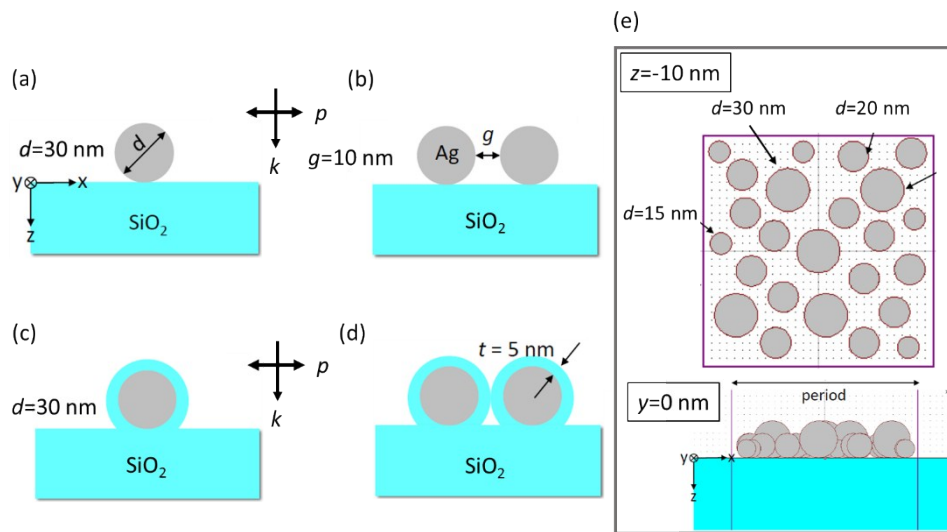 (a)
d=30 nm
d
p
k
y
x
z
SiO₂
(b)
g
g=10 nm
Ag
SiO₂
(c)
d=30 nm
p
k
SiO₂
(d)
t = 5 nm
SiO₂
(e)
z=-10 nm
d=30 nm
d=20 nm
d=15 nm
y=0 nm
period
y
x
z